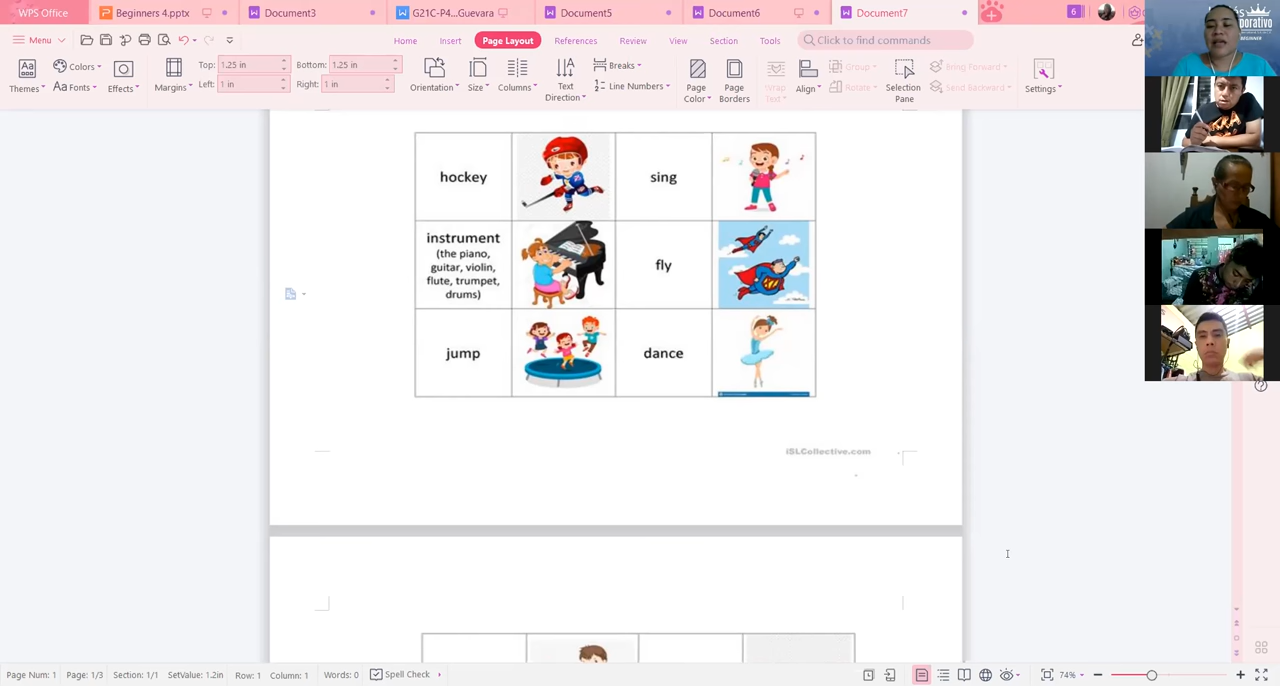 WPS Office
Beginners 4.pptx
Document3
G21C-P4...Guevara
Document5
Document6
Document7
6
Menu
Home
Insert
Page Layout
References
Review
View
Section
Tools
Click to find commands
Themes
Colors
Aa Fonts
Effects
Margins
Top: 1.25 in
Bottom: 1.25 in
Left: 1 in
Right: 1 in
Orientation
Size
Columns
Text Direction
Breaks
Line Numbers
Page Color
Page Borders
Wrap Text
Align
Group
Rotate
Selection Pane
Bring Forward
Send Backward
Settings
hockey
sing
instrument
(the piano,
guitar, violin,
flute, trumpet,
drums)
fly
jump
dance
iSLCollective.com
Page Num: 1
Page: 1/3
Section: 1/1
SetValue: 1.2in
Row: 1
Column: 1
Words: 0
Spell Check
74%